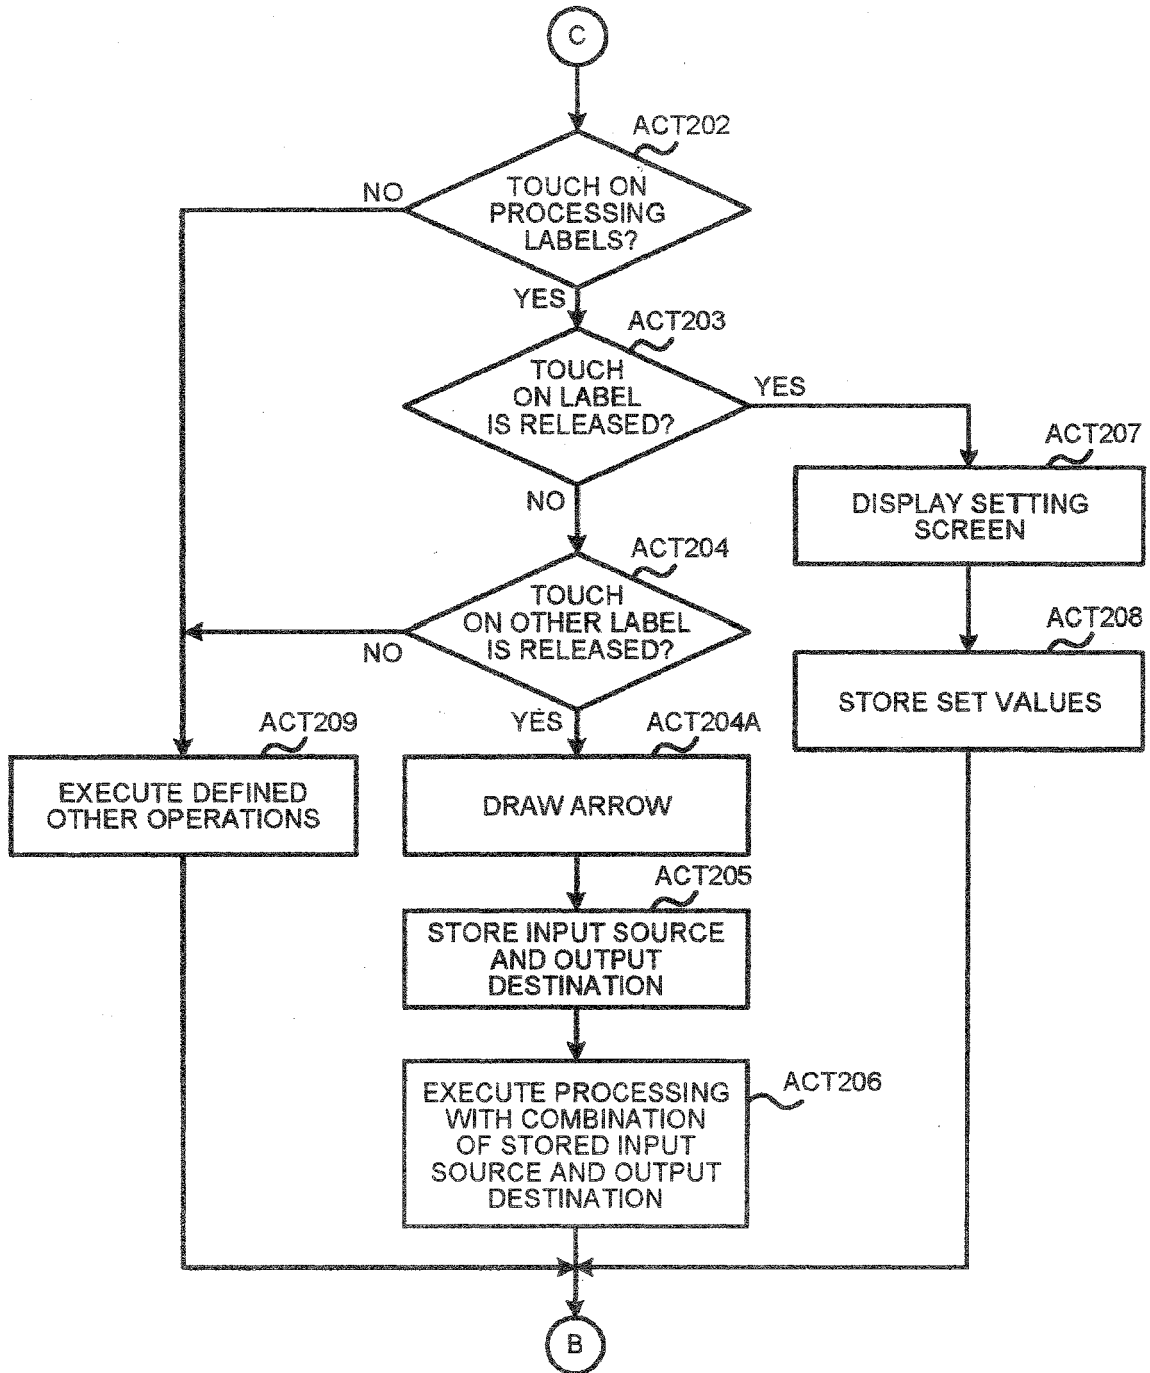 C
ACT202
NO
TOUCH ON
PROCESSING
LABELS?
YES
ACT203
TOUCH
ON LABEL
IS RELEASED?
YES
NO
ACT207
DISPLAY SETTING
SCREEN
ACT204
TOUCH
ON OTHER LABEL
IS RELEASED?
NO
YES
ACT208
STORE SET VALUES
ACT209
EXECUTE DEFINED
OTHER OPERATIONS
ACT204A
DRAW ARROW
ACT205
STORE INPUT SOURCE
AND OUTPUT
DESTINATION
ACT206
EXECUTE PROCESSING
WITH COMBINATION
OF STORED INPUT
SOURCE AND OUTPUT
DESTINATION
B